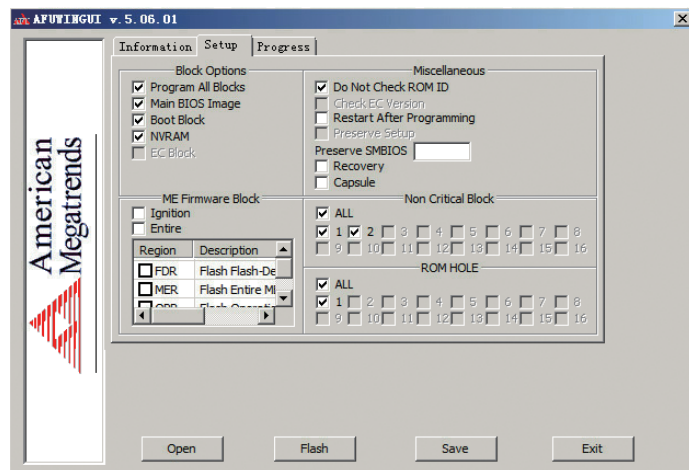 AFUWINGUI v.5.06.01
American
Megatrends
Information Setup Progress
Block Options
Program All Blocks
Main BIOS Image
Boot Block
NVRAM
EC Block
Miscellaneous
Do Not Check ROM ID
Check EC Version
Restart After Programming
Preserve Setup
Preserve SMBIOS
Recovery
Capsule
ME Firmware Block
Ignition
Entire
Region Description
FDR Flash Flash-De
MER Flash Entire
Non Critical Block
ALL
1 2 3 4 5 6 7 8
9 10 11 12 13 14 15 16
ROM HOLE
ALL
1 2 3 4 5 6 7 8
9 10 11 12 13 14 15 16
Open Flash Save Exit